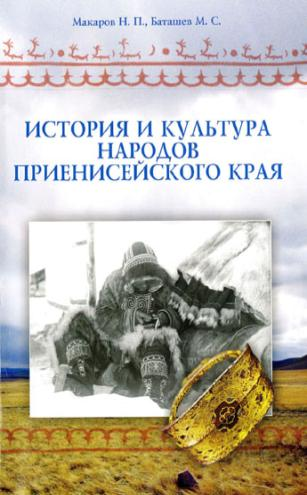 Макаров Н. П., Баташев М. С.
ИСТОРИЯ И КУЛЬТУРА
НАРОДОВ
ПРИЕНИСЕЙСКОГО КРАЯ